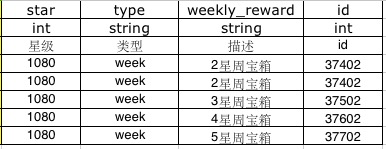 star type weekly_reward id
int string string int
星级 类型 描述 id
1080 week 2星周宝箱 37402
1080 week 2星周宝箱 37402
1080 week 3星周宝箱 37502
1080 week 4星周宝箱 37602
1080 week 5星周宝箱 37702